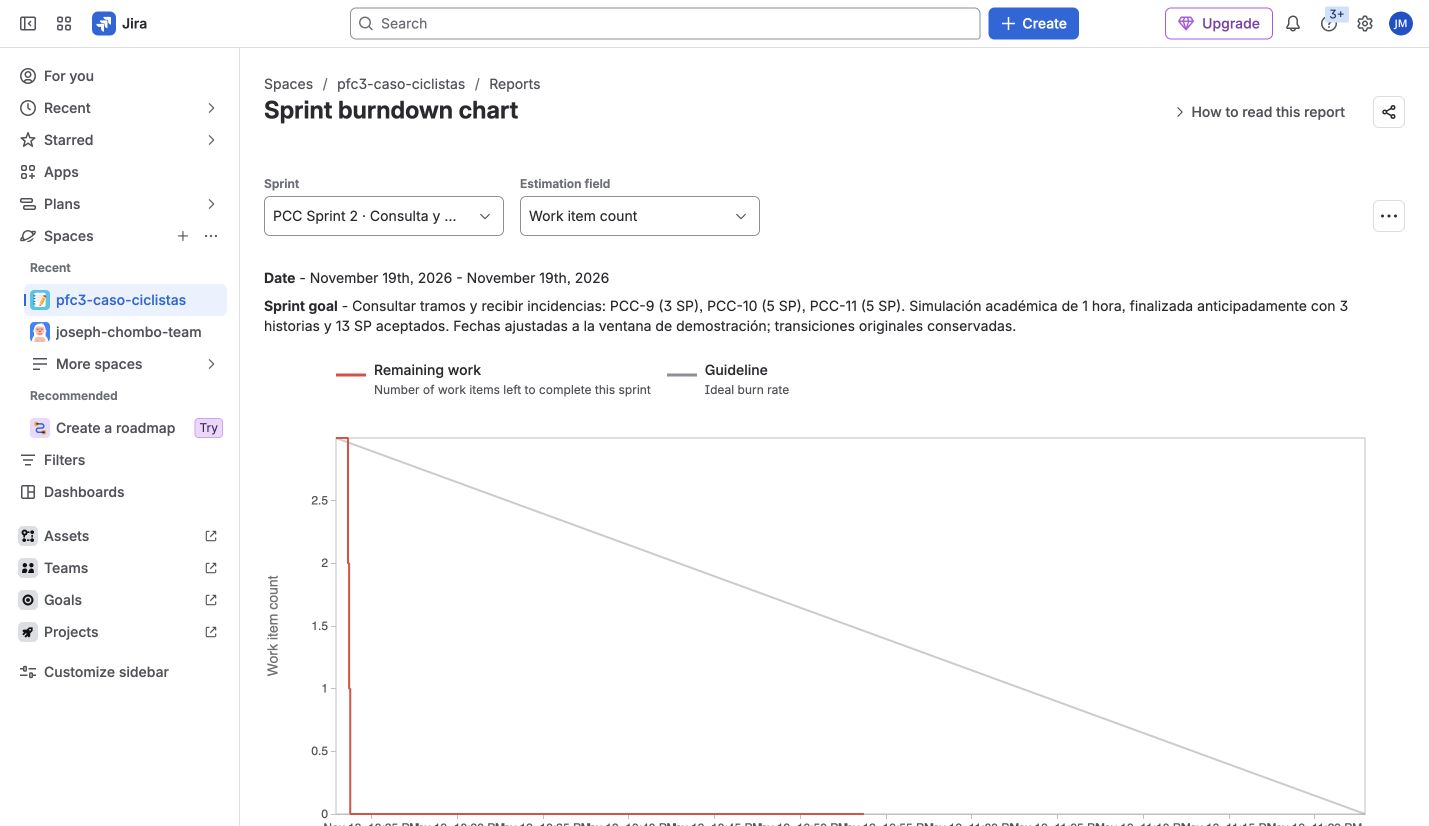 Jira
Search
Create
Upgrade
3+
JM
For you
Recent
Starred
Apps
Plans
Spaces
Recent
pfc3-caso-ciclistas
joseph-chombo-team
More spaces
Recommended
Create a roadmap
Try
Filters
Dashboards
Assets
Teams
Goals
Projects
Customize sidebar
Spaces / pfc3-caso-ciclistas / Reports
Sprint burndown chart
How to read this report
Sprint
Estimation field
PCC Sprint 2 · Consulta y ...
Work item count
Date - November 19th, 2026 - November 19th, 2026
Sprint goal - Consultar tramos y recibir incidencias: PCC-9 (3 SP), PCC-10 (5 SP), PCC-11 (5 SP). Simulación académica de 1 hora, finalizada anticipadamente con 3
historias y 13 SP aceptados. Fechas ajustadas a la ventana de demostración; transiciones originales conservadas.
Remaining work
Number of work items left to complete this sprint
Guideline
Ideal burn rate
Work item count
2.5
2
1.5
1
0.5
0